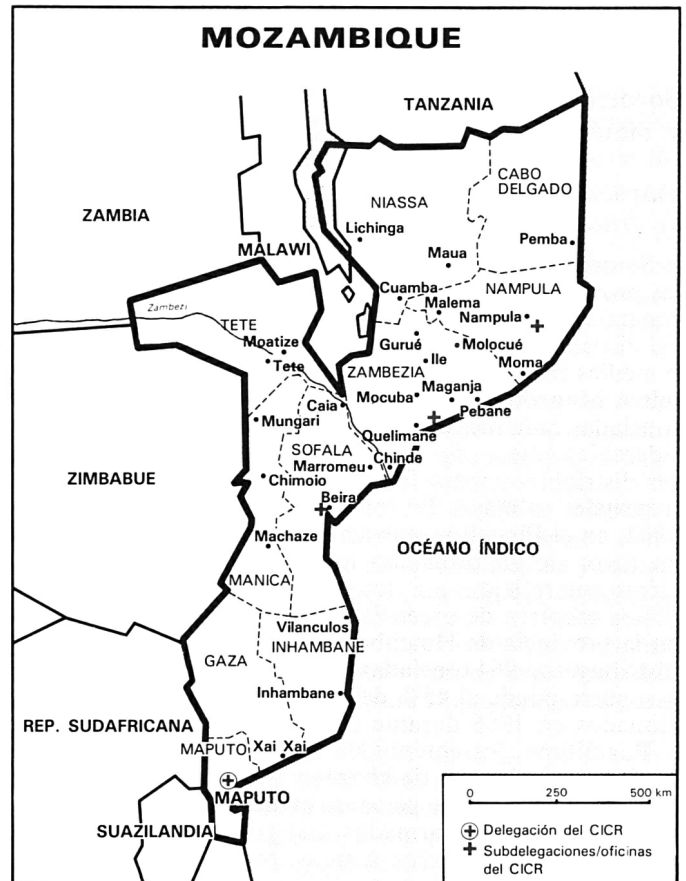 MOZAMBIQUE
TANZANIA
CABO
DELGADO
NIASSA
ZAMBIA
Lichinga
Pemba
MALAWI
Maua
Cuamba
NAMPULA
Malema
Zambezi
Nampula
TETE
Moatize
Gurué
Molocué
Ile
Moma
Tete
ZAMBEZIA
Maganja
Mocuba
Caia
Pebane
Mungari
Quelimane
SOFALA
Chinde
Marromeu
ZIMBABUE
Chimoio
Beira
Machaze
OCÉANO ÍNDICO
MANICA
Vilanculos
INHAMBANE
GAZA
Inhambane
REP. SUDAFRICANA
MAPUTO
Xai Xai
MAPUTO
SUAZILANDIA
0 250 500 km
Delegación del CICR
Subdelegaciones/oficinas
del CICR